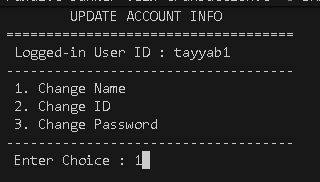 UPDATE ACCOUNT INFO
===================================
Logged-in User ID : tayyab1
-----------------------------------
1. Change Name
2. Change ID
3. Change Password
-----------------------------------
Enter Choice : 1